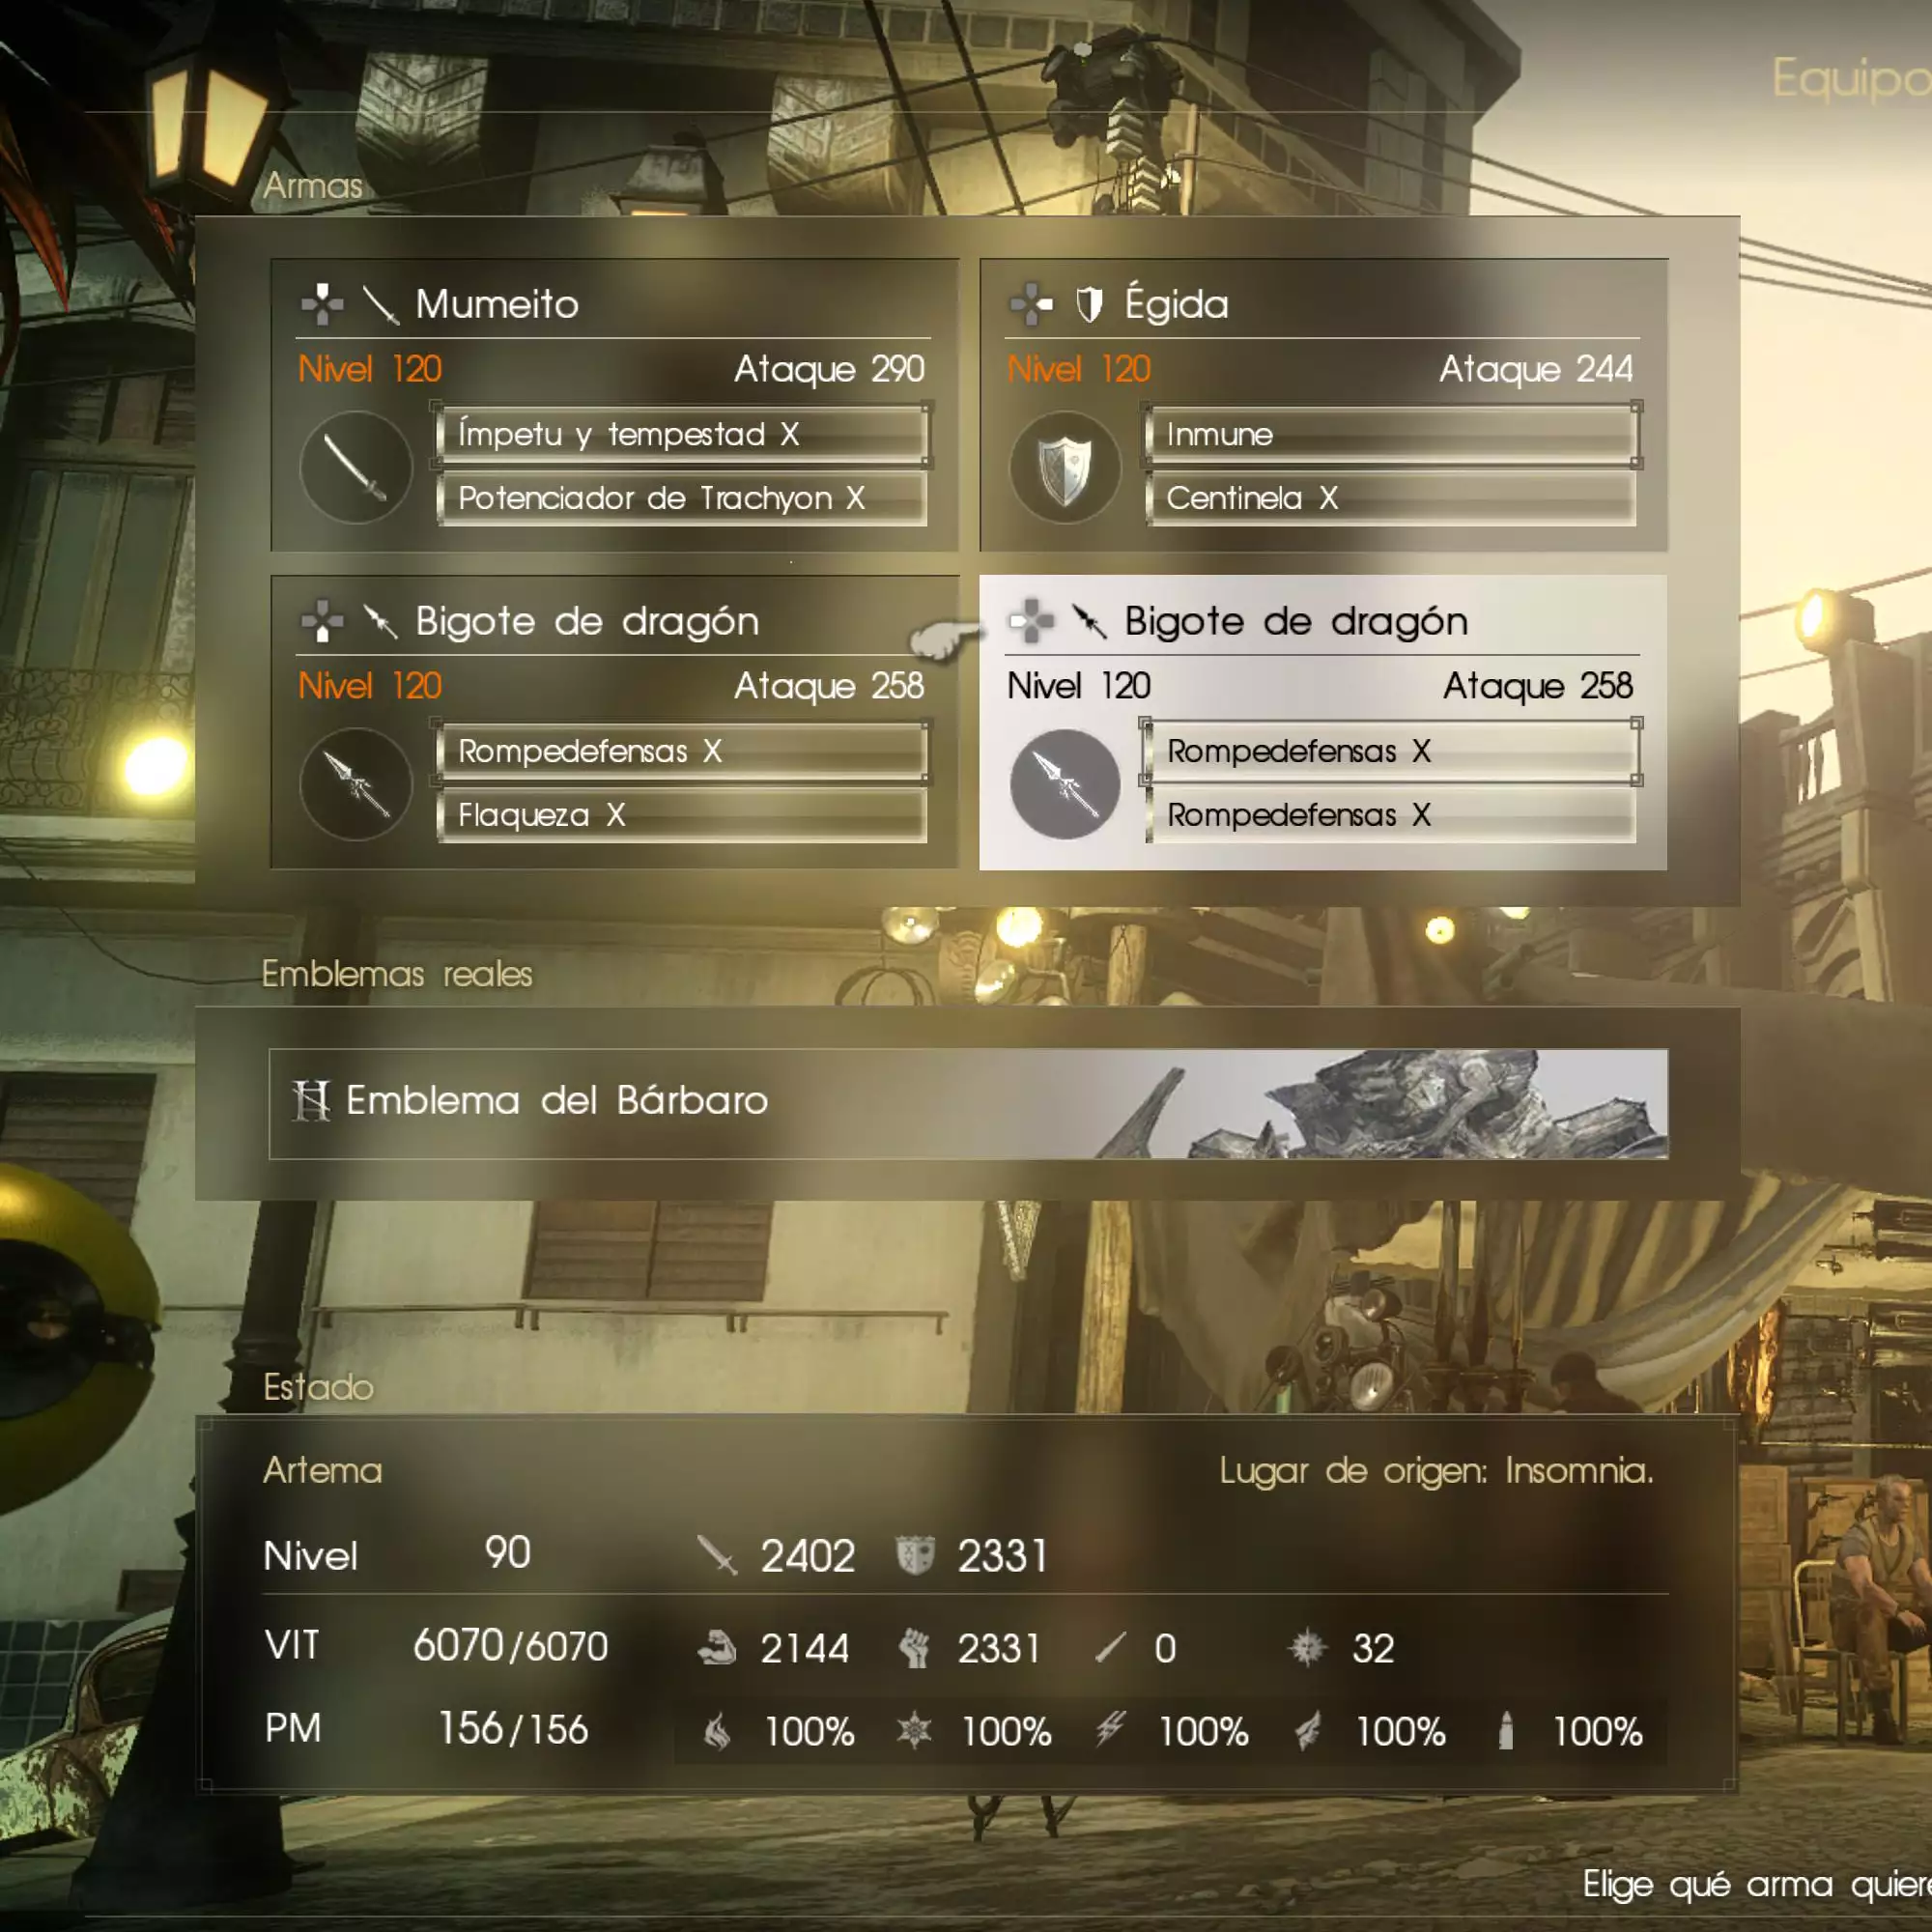 Equipo
Armas
Mumeito
Nivel 120 Ataque 290
Ímpetu y tempestad X
Potenciador de Trachyon X
Égida
Nivel 120 Ataque 244
Inmune
Centinela X
Bigote de dragón
Nivel 120 Ataque 258
Rompedefensas X
Flaqueza X
Bigote de dragón
Nivel 120 Ataque 258
Rompedefensas X
Rompedefensas X
Emblemas reales
Emblema del Bárbaro
Estado
Artema Lugar de origen: Insomnia.
Nivel 90 2402 2331
VIT 6070/6070 2144 2331 0 32
PM 156/156 100% 100% 100% 100% 100%
Elige qué arma quiere